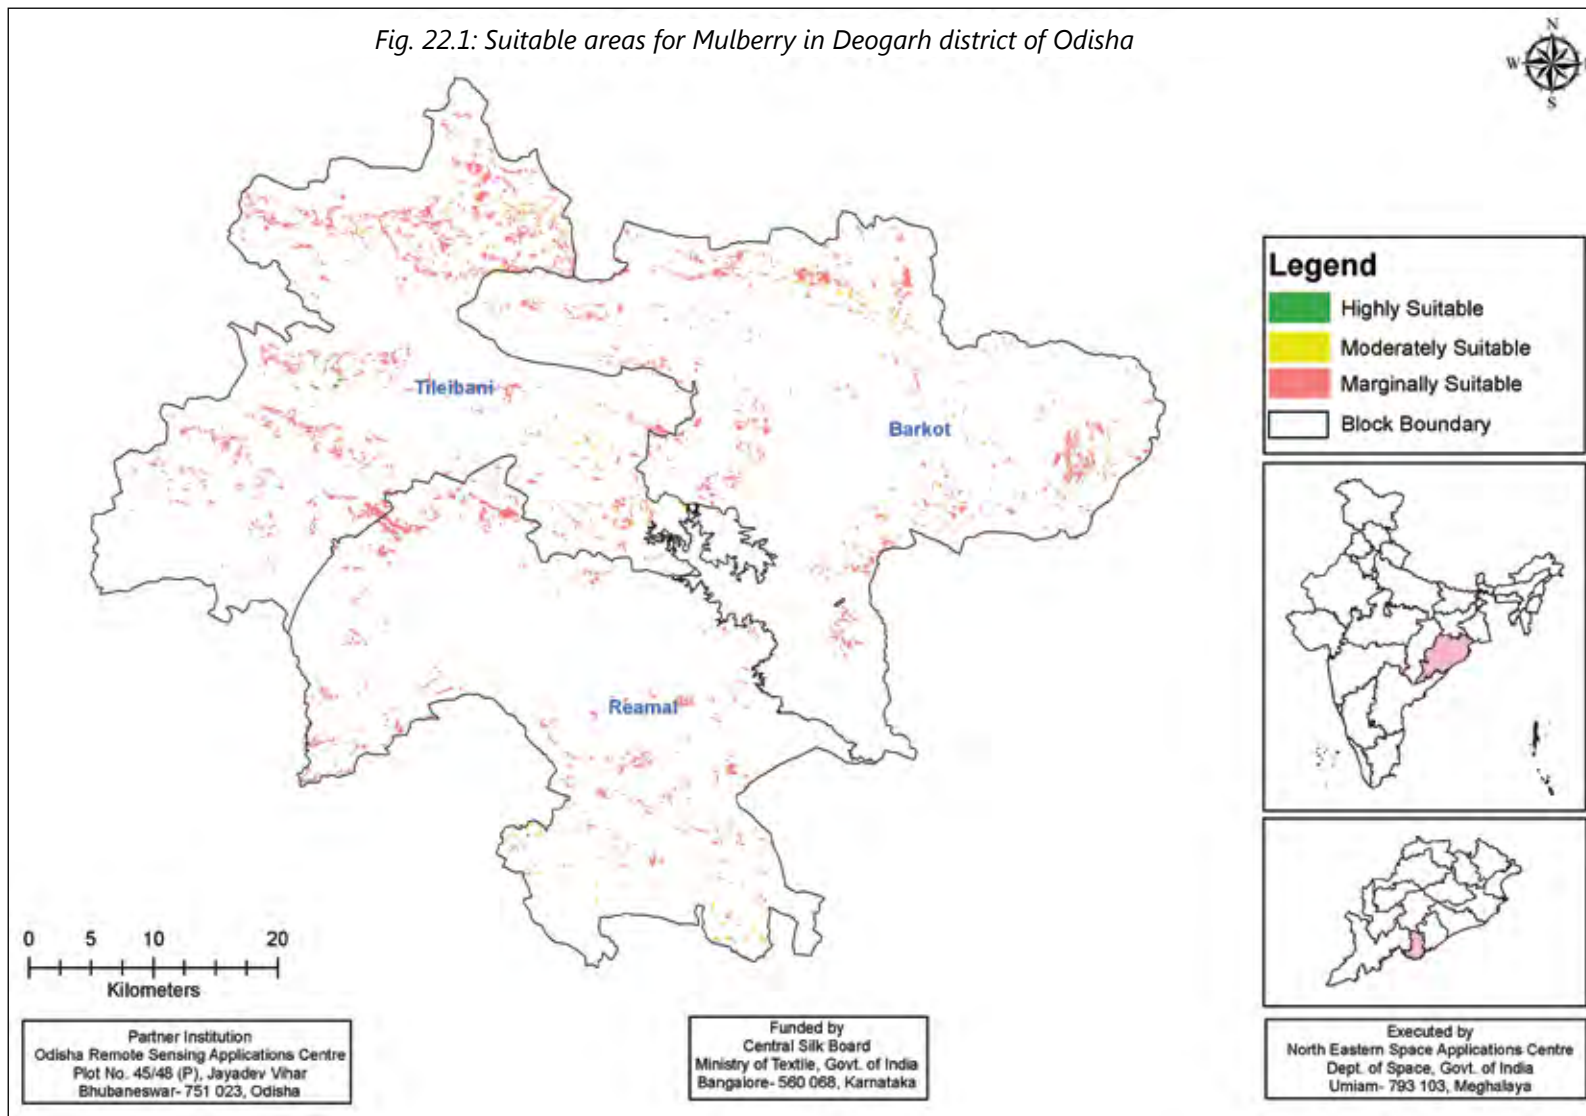 Fig. 22.1: Suitable areas for Mulberry in Deogarh district of Odisha
N
W
S
Legend
Highly Suitable
Moderately Suitable
Marginally Suitable
Block Boundary
Tileibani
Barkot
Reamal
0 5 10 20
Kilometers
Partner Institution
Odisha Remote Sensing Applications Centre
Plot No. 45/48 (P), Jayadev Vihar
Bhubaneswar- 751 023, Odisha
Funded by
Central Silk Board
Ministry of Textile, Govt. of India
Bangalore- 560 068, Karnataka
Executed by
North Eastern Space Applications Centre
Dept. of Space, Govt. of India
Umiam- 793 103, Meghalaya